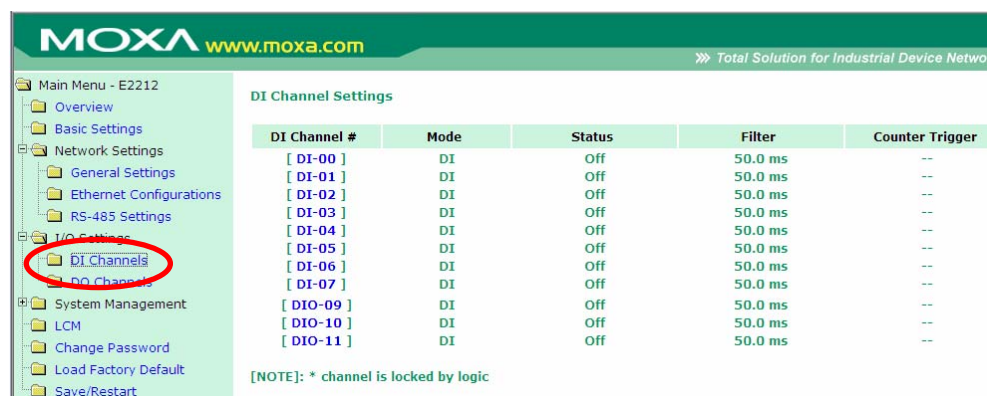 MOXA www.moxa.com
Total Solution for Industrial Device Netwo
Main Menu - E2212
Overview
Basic Settings
Network Settings
General Settings
Ethernet Configurations
RS-485 Settings
I/O Settings
DI Channels
DO Channels
System Management
LCM
Change Password
Load Factory Default
Save/Restart
DI Channel Settings
DI Channel # Mode Status Filter Counter Trigger
[ DI-00 ] DI Off 50.0 ms --
[ DI-01 ] DI Off 50.0 ms --
[ DI-02 ] DI Off 50.0 ms --
[ DI-03 ] DI Off 50.0 ms --
[ DI-04 ] DI Off 50.0 ms --
[ DI-05 ] DI Off 50.0 ms --
[ DI-06 ] DI Off 50.0 ms --
[ DI-07 ] DI Off 50.0 ms --
[ DIO-09 ] DI Off 50.0 ms --
[ DIO-10 ] DI Off 50.0 ms --
[ DIO-11 ] DI Off 50.0 ms --
[NOTE]: * channel is locked by logic